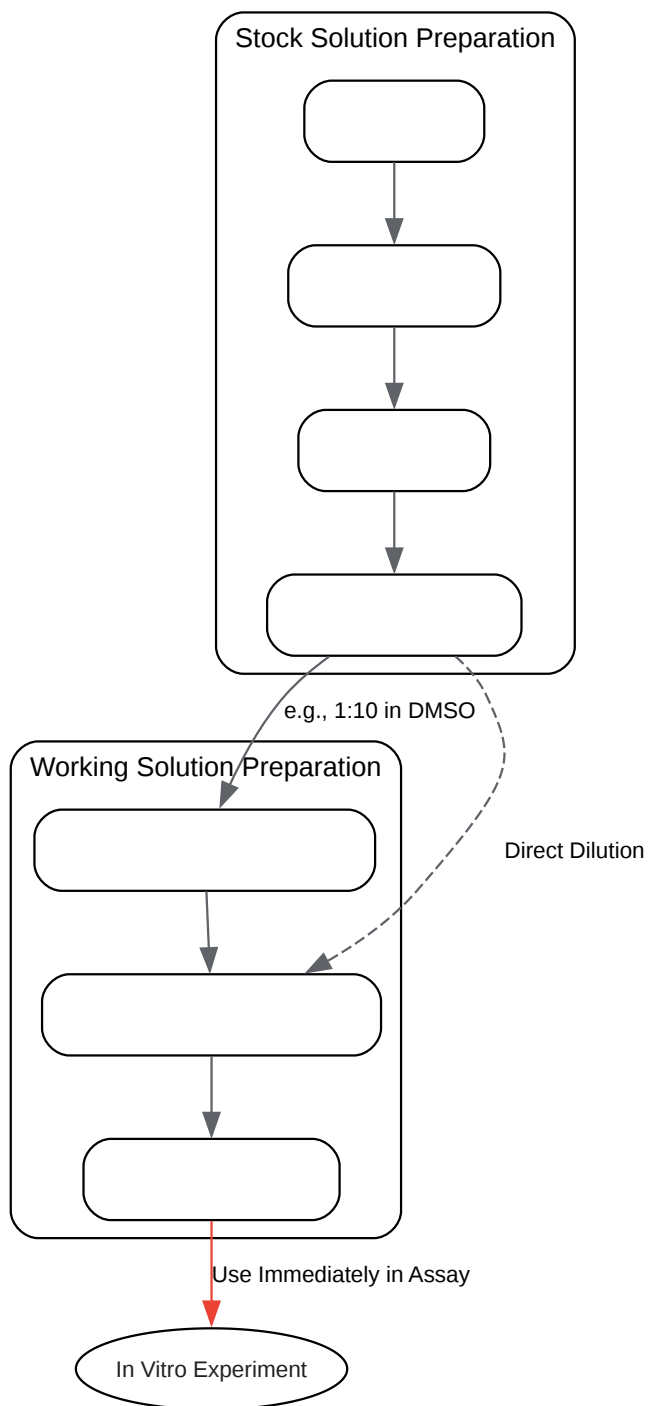 Stock Solution Preparation
e.g., 1:10 in DMSO
Working Solution Preparation
Direct Dilution
Use Immediately in Assay
In Vitro Experiment